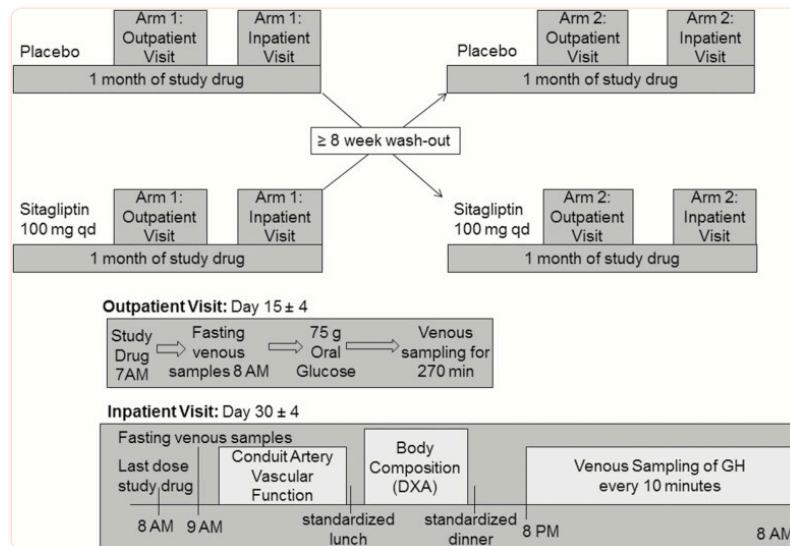 Placebo
Arm 1:
Outpatient
Visit
Arm 1:
Inpatient
Visit
1 month of study drug
Placebo
Arm 2:
Outpatient
Visit
Arm 2:
Inpatient
Visit
1 month of study drug
≥ 8 week wash-out
Sitagliptin
100 mg qd
Arm 1:
Outpatient
Visit
Arm 1:
Inpatient
Visit
1 month of study drug
Sitagliptin
100 mg qd
Arm 2:
Outpatient
Visit
Arm 2:
Inpatient
Visit
1 month of study drug
Outpatient Visit: Day 15 ± 4
Study
Drug
7AM
Fasting
venous
samples 8 AM
75 g
Oral
Glucose
Venous
sampling for
270 min
Inpatient Visit: Day 30 ± 4
Fasting venous samples
Last dose
study drug
Conduit Artery
Vascular
Function
Body
Composition
(DXA)
Venous Sampling of GH
every 10 minutes
8 AM
9 AM
standardized
lunch
standardized
dinner
8 PM
8 AM